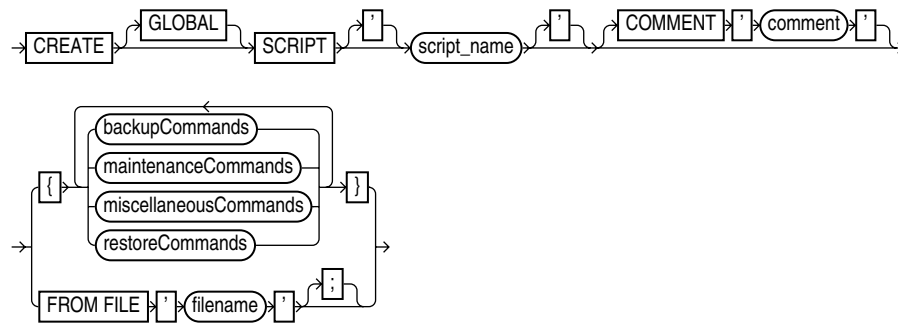 CREATE GLOBAL SCRIPT ' script_name ' COMMENT ' comment '
{ backupCommands }
maintenanceCommands
miscellaneousCommands
restoreCommands
FROM FILE ' filename ' ;